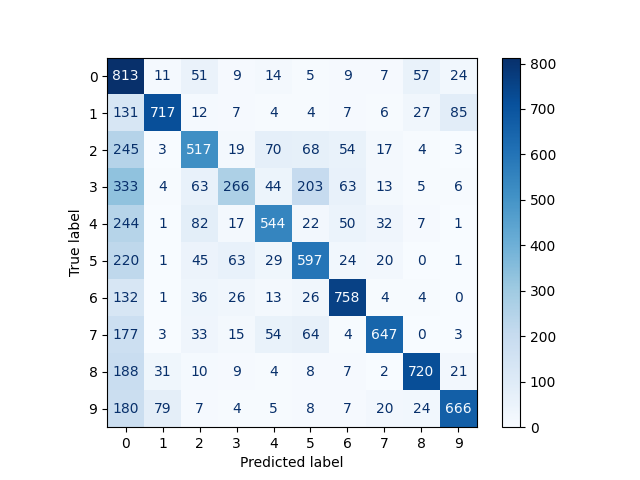 0 813 11 51 9 14 5 9 7 57 24
1 131 717 12 7 4 4 7 6 27 85
2 245 3 517 19 70 68 54 17 4 3
3 333 4 63 266 44 203 63 13 5 6
4 244 1 82 17 544 22 50 32 7 1
5 220 1 45 63 29 597 24 20 0 1
6 132 1 36 26 13 26 758 4 4 0
7 177 3 33 15 54 64 4 647 0 3
8 188 31 10 9 4 8 7 2 720 21
9 180 79 7 4 5 8 7 20 24 666
0 1 2 3 4 5 6 7 8 9
Predicted label
True label
800
700
600
500
400
300
200
100
0